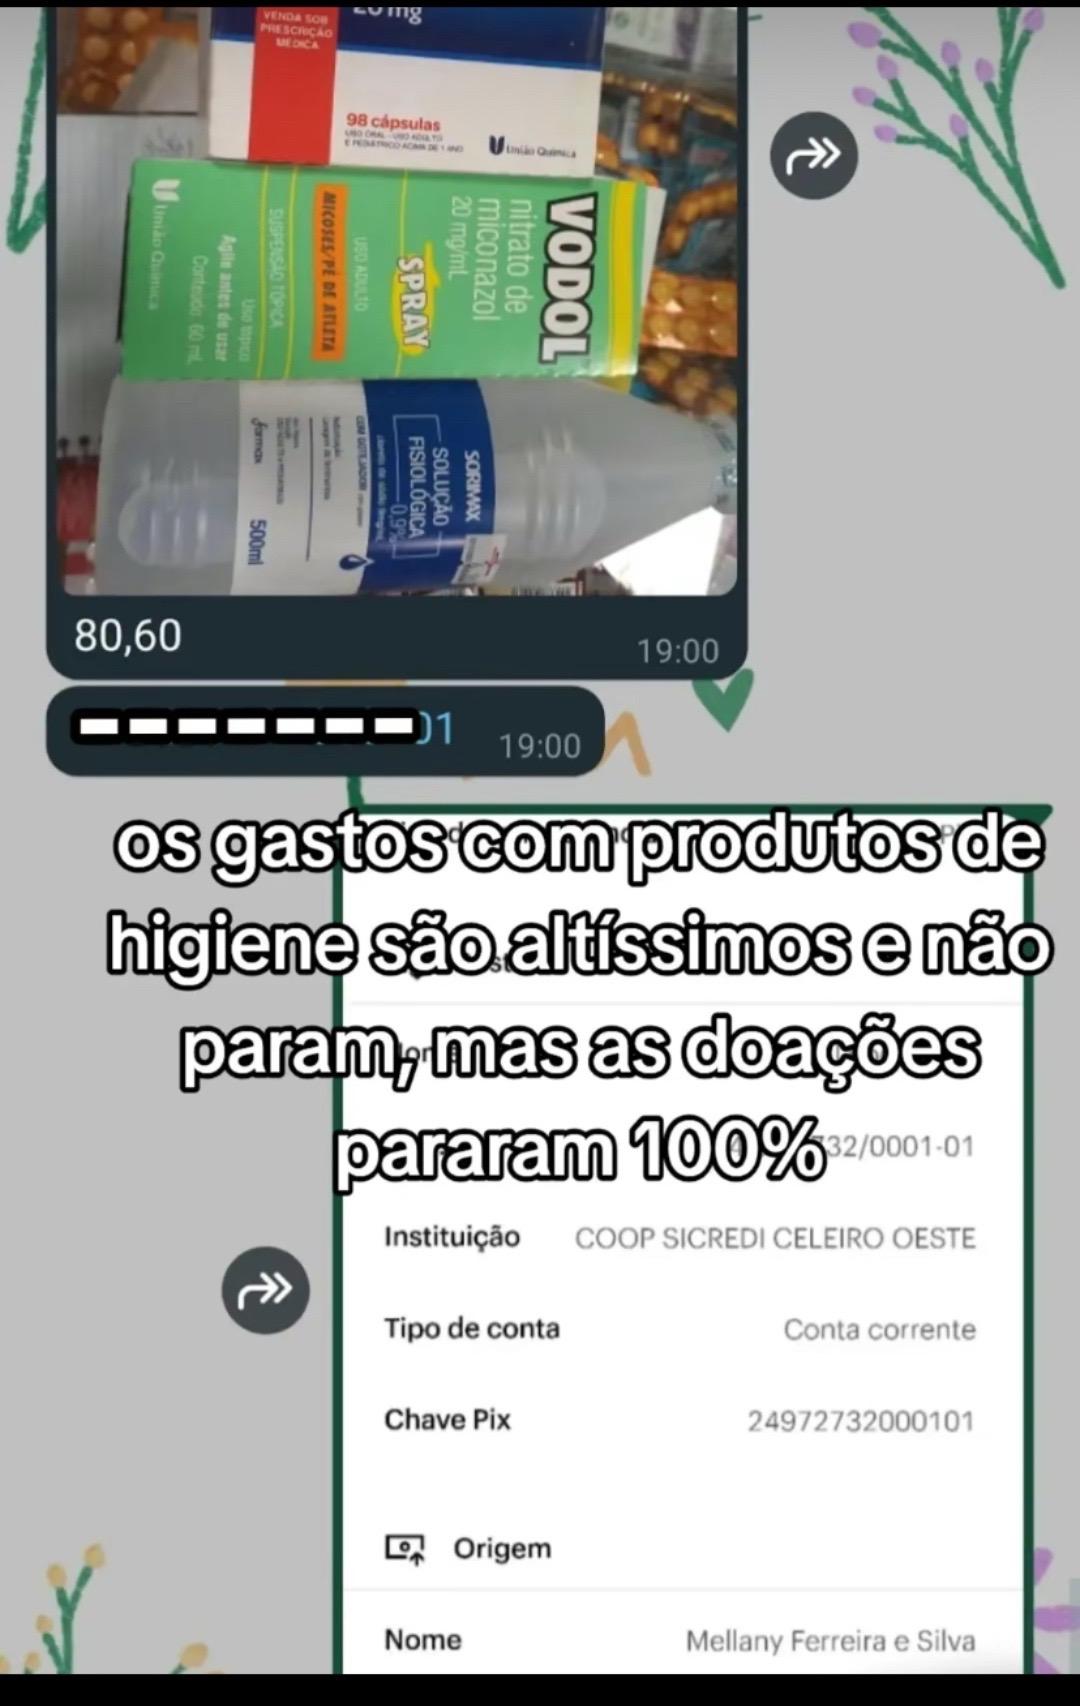 VENDA SOB
PRESCRIÇÃO
MÉDICA
20 mg
98 cápsulas
USO ORAL - USO ADULTO
E PEDIÁTRICO ACIMA DE 1 ANO
União Química
VODOL
nitrato de
miconazol
20 mg/mL
SPRAY
USO ADULTO
MICOSES/PÉ DE ATLETA
SUSPENSÃO TÓPICA
Uso tópico
Agite antes de usar
Conteúdo: 60 mL
União Química
SORIMAX
SOLUÇÃO
FISIOLÓGICA
0,9%
COM GOTEJADOR
farmax
500ml
80,60
19:00
01
19:00
os gastos com produtos de
higiene são altíssimos e não
param, mas as doações
pararam 100%
32/0001-01
Instituição COOP SICREDI CELEIRO OESTE
Tipo de conta Conta corrente
Chave Pix 24972732000101
Origem
Nome Mellany Ferreira e Silva